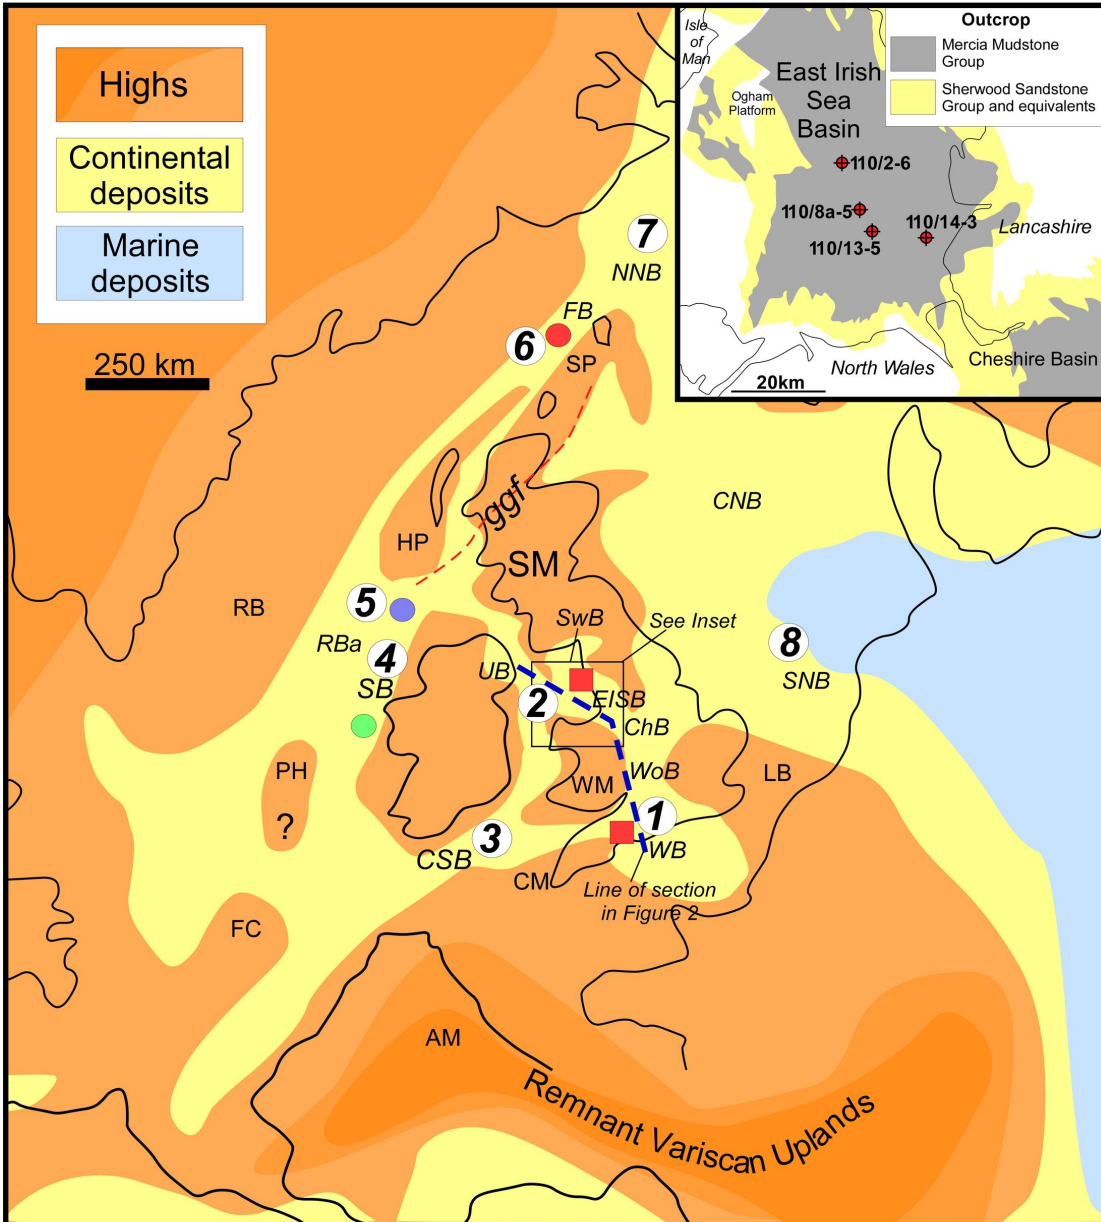 Highs
Continental
deposits
Marine
deposits
250 km
Isle
of
Man
Outcrop
Mercia Mudstone
Group
Sherwood Sandstone
Group and equivalents
East Irish
Sea
Basin
Ogham
Platform
110/2-6
110/8a-5
110/14-3
110/13-5
Lancashire
North Wales
Cheshire Basin
20km
7
NNB
FB
6
SP
CNB
ggf
HP
SM
5
RB
RBa
4
SB
SwB
See Inset
8
SNB
UB
EISB
2
ChB
PH
?
WM
WoB
LB
1
3
CSB
WB
CM
Line of section
in Figure 2
FC
AM
Remnant Variscan Uplands